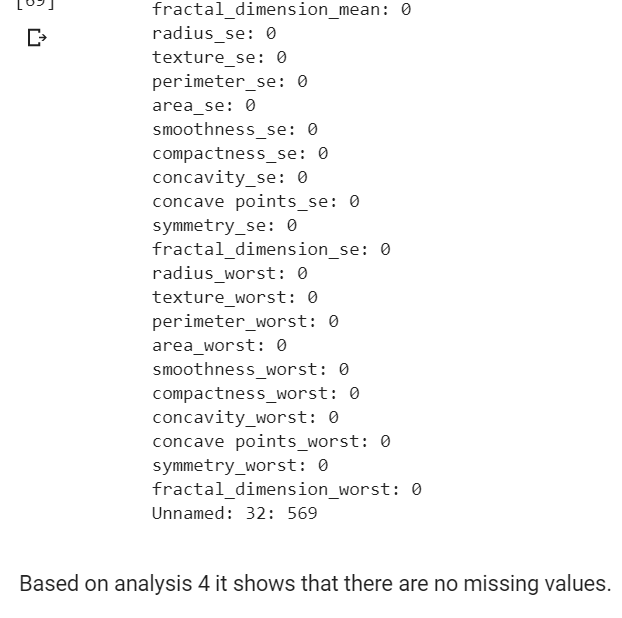 [69]
fractal_dimension_mean: 0
radius_se: 0
texture_se: 0
perimeter_se: 0
area_se: 0
smoothness_se: 0
compactness_se: 0
concavity_se: 0
concave points_se: 0
symmetry_se: 0
fractal_dimension_se: 0
radius_worst: 0
texture_worst: 0
perimeter_worst: 0
area_worst: 0
smoothness_worst: 0
compactness_worst: 0
concavity_worst: 0
concave points_worst: 0
symmetry_worst: 0
fractal_dimension_worst: 0
Unnamed: 32: 569
Based on analysis 4 it shows that there are no missing values.